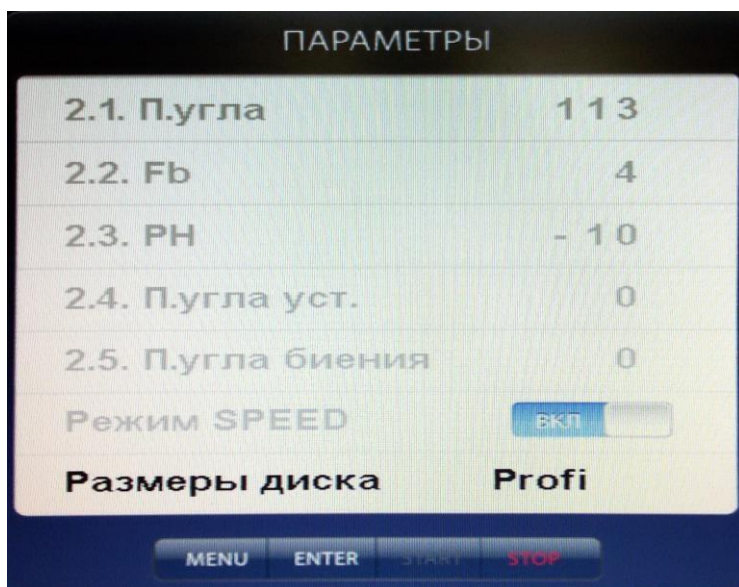 ПАРАМЕТРЫ
2.1. П.угла 113
2.2. Fb 4
2.3. PH - 10
2.4. П.угла уст. 0
2.5. П.угла биения 0
Режим SPEED ВКЛ
Размеры диска Profi
MENU ENTER START STOP